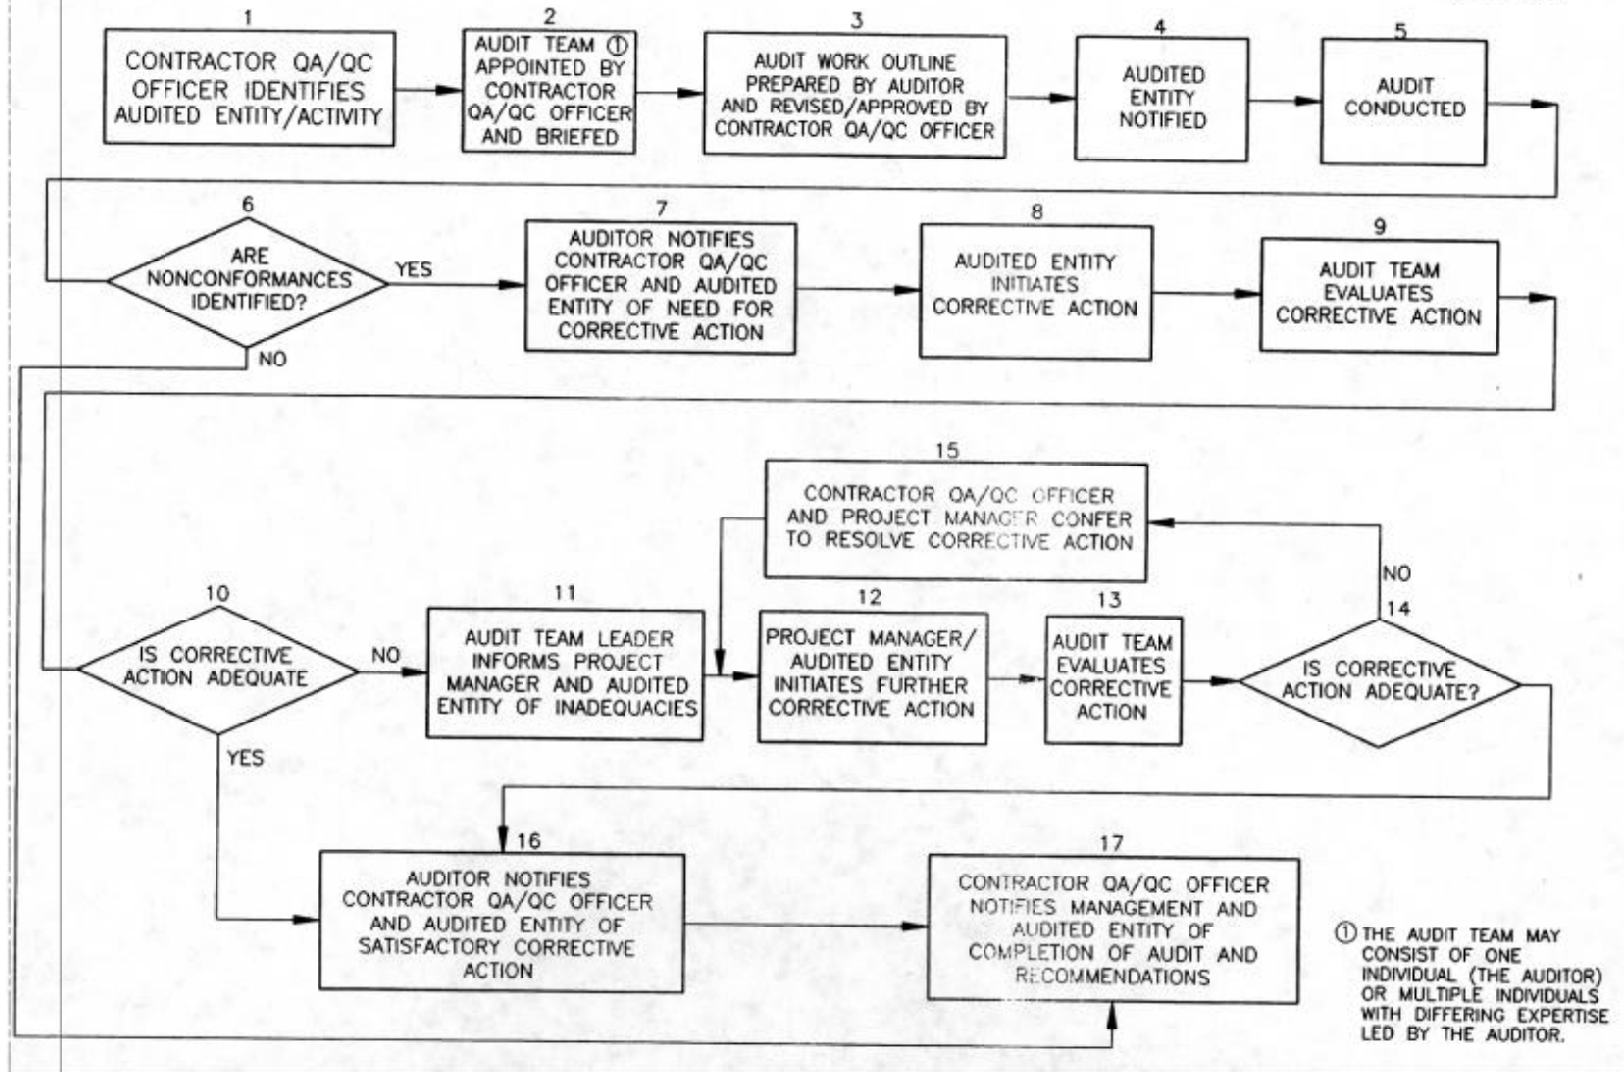 1
CONTRACTOR QA/QC
OFFICER IDENTIFIES
AUDITED ENTITY/ACTIVITY
2
AUDIT TEAM ①
APPOINTED BY
CONTRACTOR
QA/QC OFFICER
AND BRIEFED
3
AUDIT WORK OUTLINE
PREPARED BY AUDITOR
AND REVISED/APPROVED BY
CONTRACTOR QA/QC OFFICER
4
AUDITED
ENTITY
NOTIFIED
5
AUDIT
CONDUCTED
6
ARE
NONCONFORMANCES
IDENTIFIED?
YES
NO
7
AUDITOR NOTIFIES
CONTRACTOR QA/QC
OFFICER AND AUDITED
ENTITY OF NEED FOR
CORRECTIVE ACTION
8
AUDITED ENTITY
INITIATES
CORRECTIVE ACTION
9
AUDIT TEAM
EVALUATES
CORRECTIVE ACTION
10
IS CORRECTIVE
ACTION ADEQUATE
NO
YES
11
AUDIT TEAM LEADER
INFORMS PROJECT
MANAGER AND AUDITED
ENTITY OF INADEQUACIES
12
PROJECT MANAGER/
AUDITED ENTITY
INITIATES FURTHER
CORRECTIVE ACTION
13
AUDIT TEAM
EVALUATES
CORRECTIVE
ACTION
NO
14
IS CORRECTIVE
ACTION ADEQUATE?
15
CONTRACTOR QA/QC OFFICER
AND PROJECT MANAGER CONFER
TO RESOLVE CORRECTIVE ACTION
16
AUDITOR NOTIFIES
CONTRACTOR QA/QC OFFICER
AND AUDITED ENTITY OF
SATISFACTORY CORRECTIVE
ACTION
17
CONTRACTOR QA/QC OFFICER
NOTIFIES MANAGEMENT AND
AUDITED ENTITY OF
COMPLETION OF AUDIT AND
RECOMMENDATIONS
① THE AUDIT TEAM MAY
CONSIST OF ONE
INDIVIDUAL (THE AUDITOR)
OR MULTIPLE INDIVIDUALS
WITH DIFFERING EXPERTISE
LED BY THE AUDITOR.